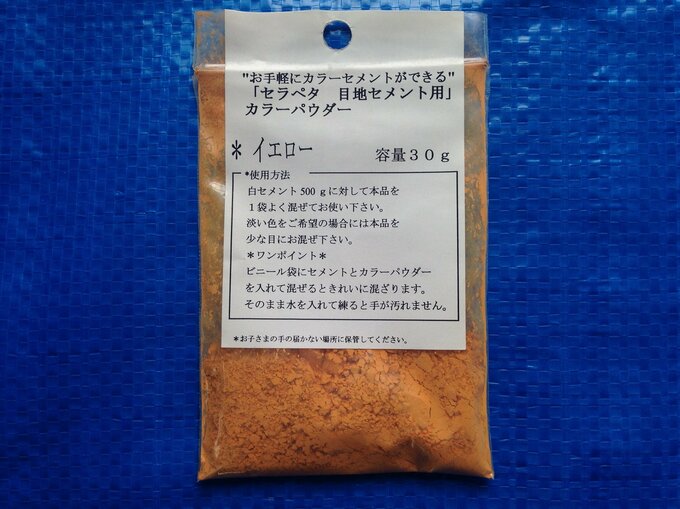 "お手軽にカラーセメントができる"
「セラペタ　目地セメント用」
カラーパウダー
＊ イエロー　容量３０ｇ
*使用方法
白セメント500ｇに対して本品を
１袋よく混ぜてお使い下さい。
淡い色をご希望の場合には本品を
少な目にお混ぜ下さい。
＊ワンポイント＊
ビニール袋にセメントとカラーパウダー
を入れて混ぜるときれいに混ざります。
そのまま水を入れて練ると手が汚れません。
＊お子さまの手の届かない場所に保管してください。